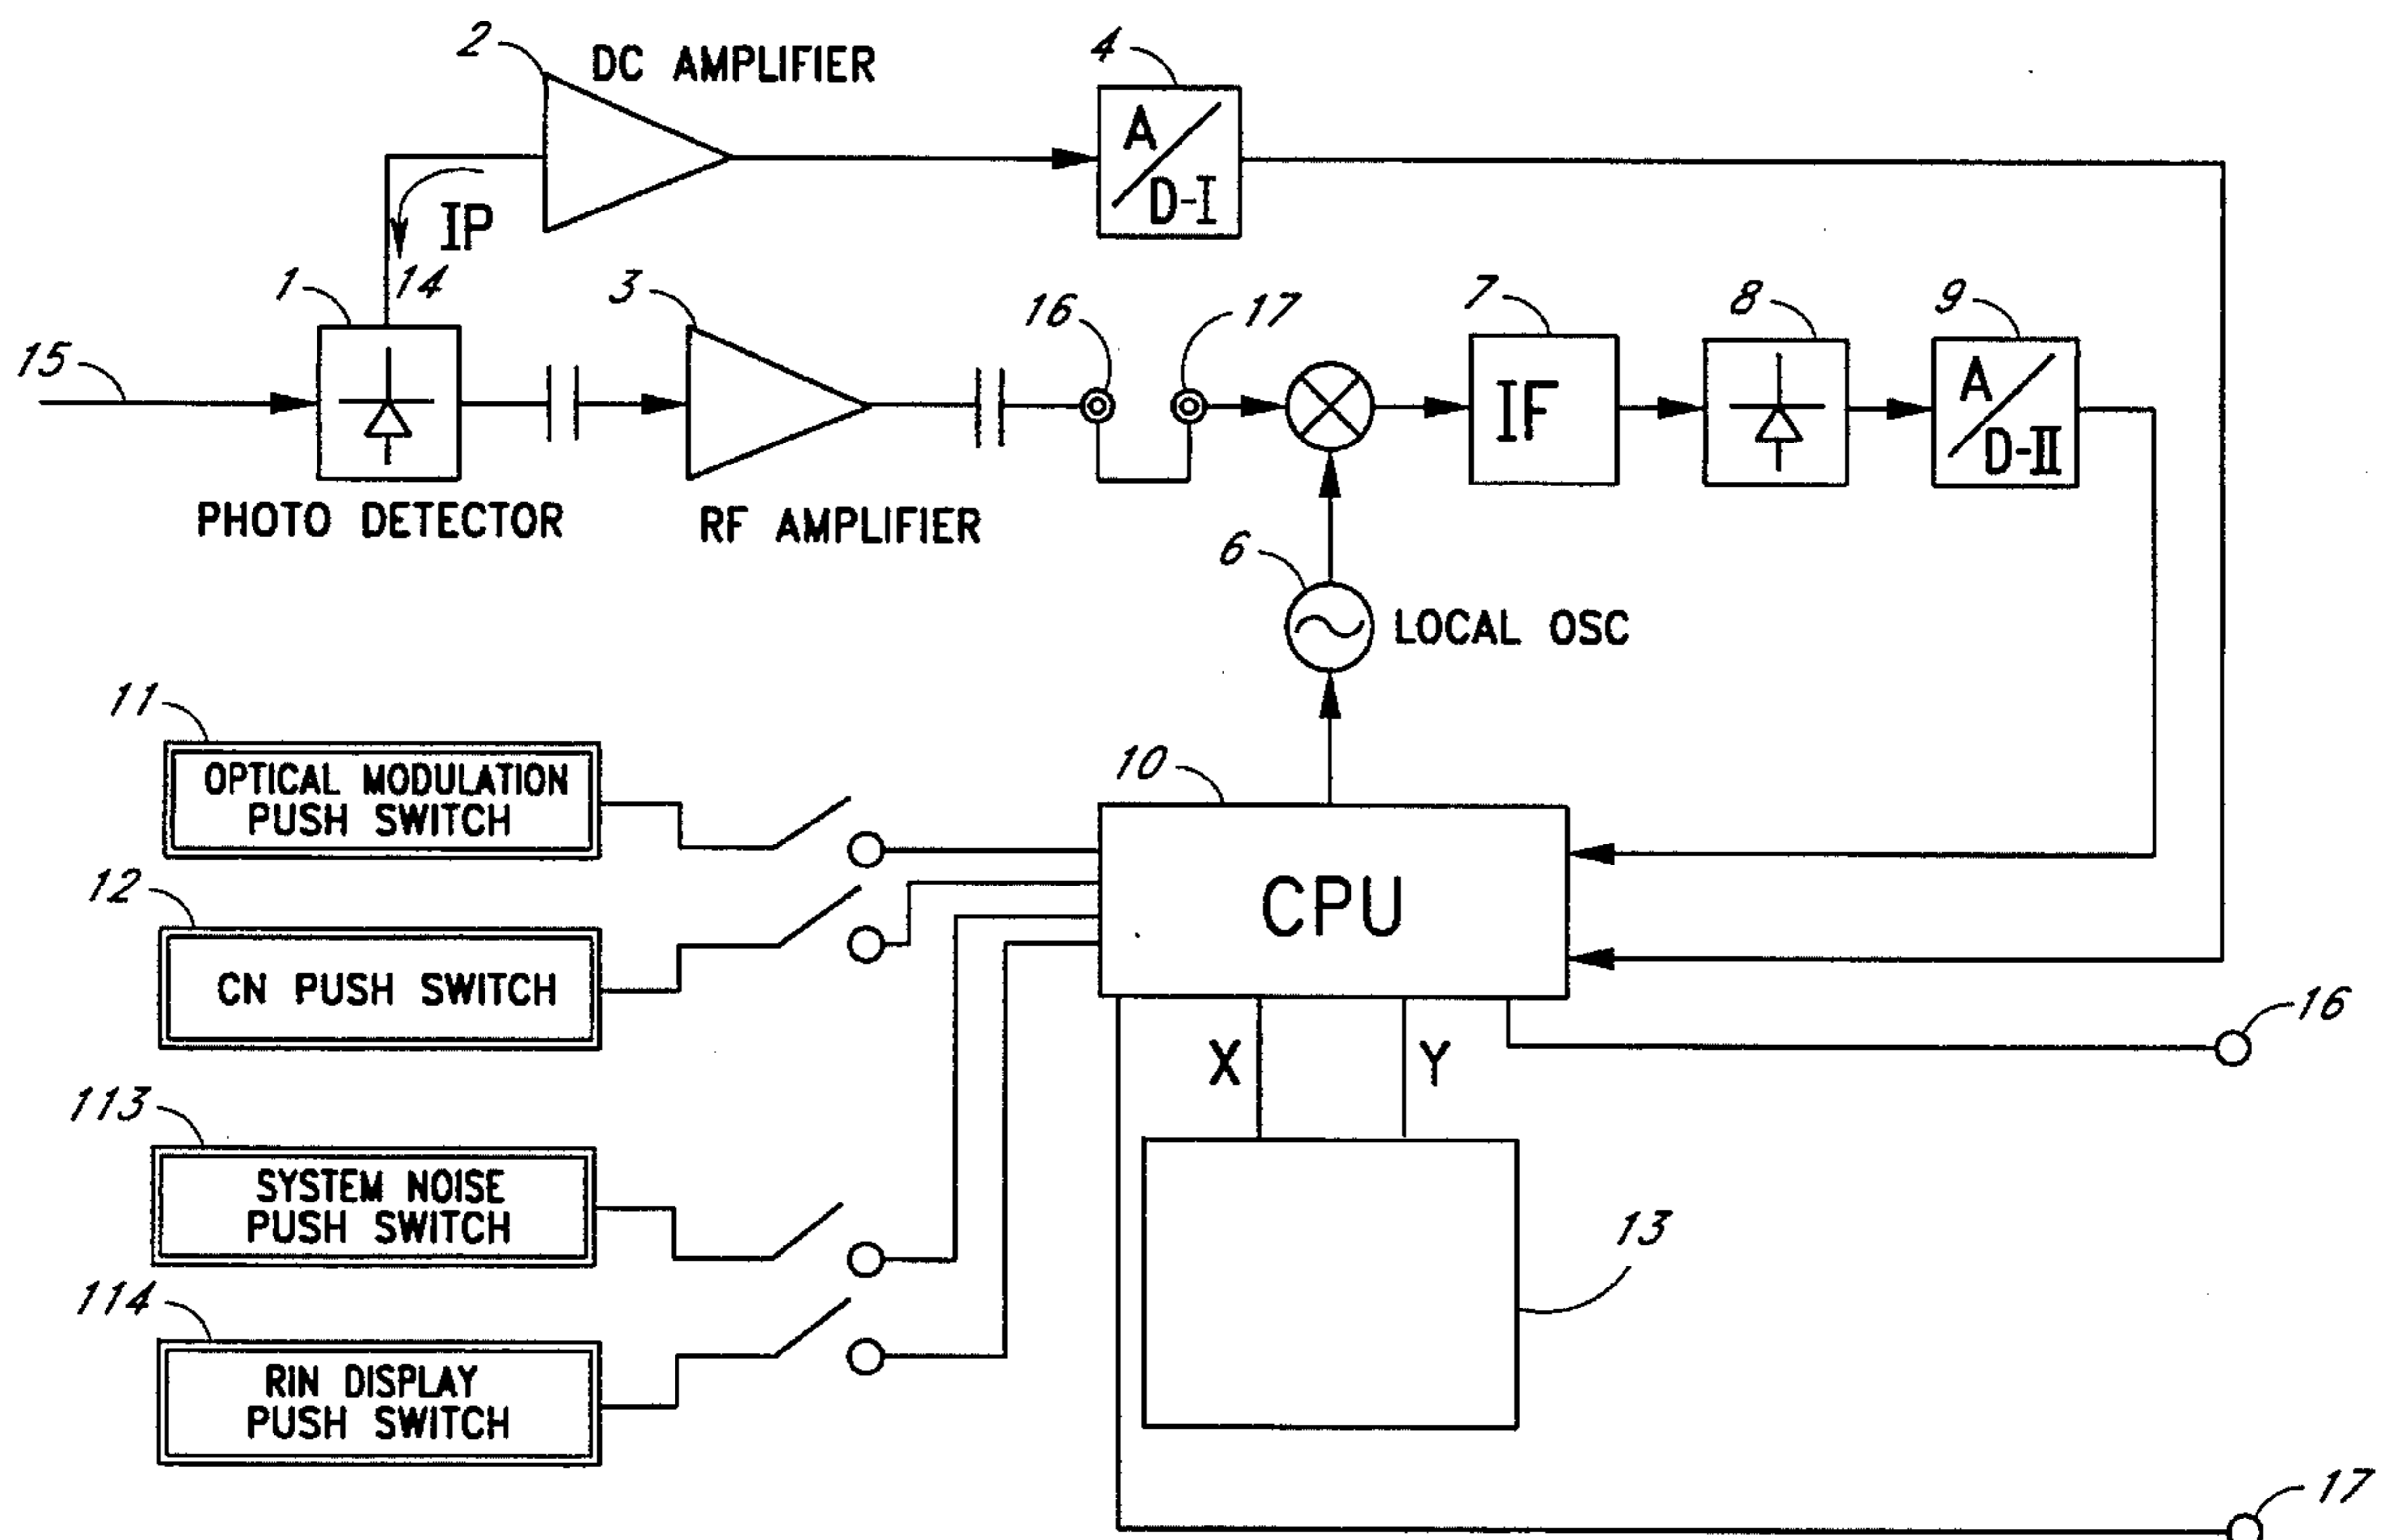 2
DC AMPLIFIER
4
A/D-I
IP
14
1
3
16
17
7
8
9
15
IF
A/D-II
PHOTO DETECTOR
RF AMPLIFIER
6
LOCAL OSC
11
OPTICAL MODULATION
PUSH SWITCH
10
12
CPU
CN PUSH SWITCH
16
X
Y
113
SYSTEM NOISE
PUSH SWITCH
13
114
RIN DISPLAY
PUSH SWITCH
17